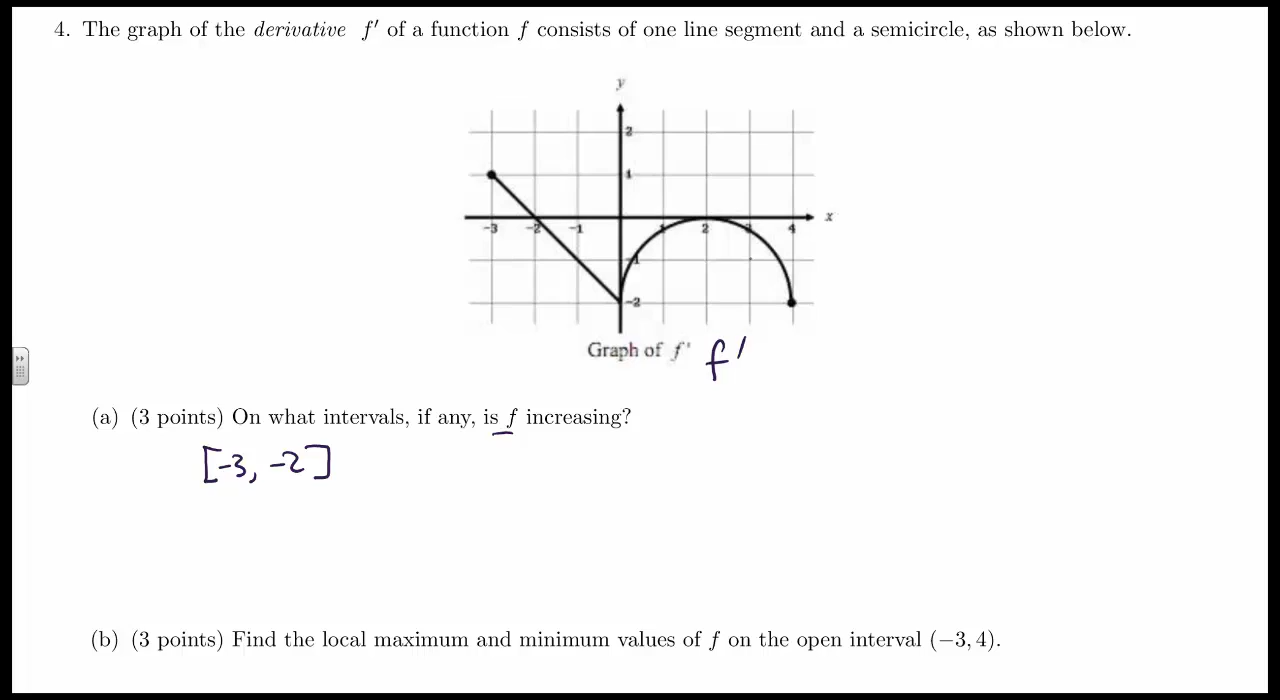 4. The graph of the derivative f′ of a function f consists of one line segment and a semicircle, as shown below.
y
2
1
-3 -2 -1 1 2 3 4 x
-1
-2
Graph of f' f'
(a) (3 points) On what intervals, if any, is f increasing?
[-3, -2]
(b) (3 points) Find the local maximum and minimum values of f on the open interval (−3, 4).